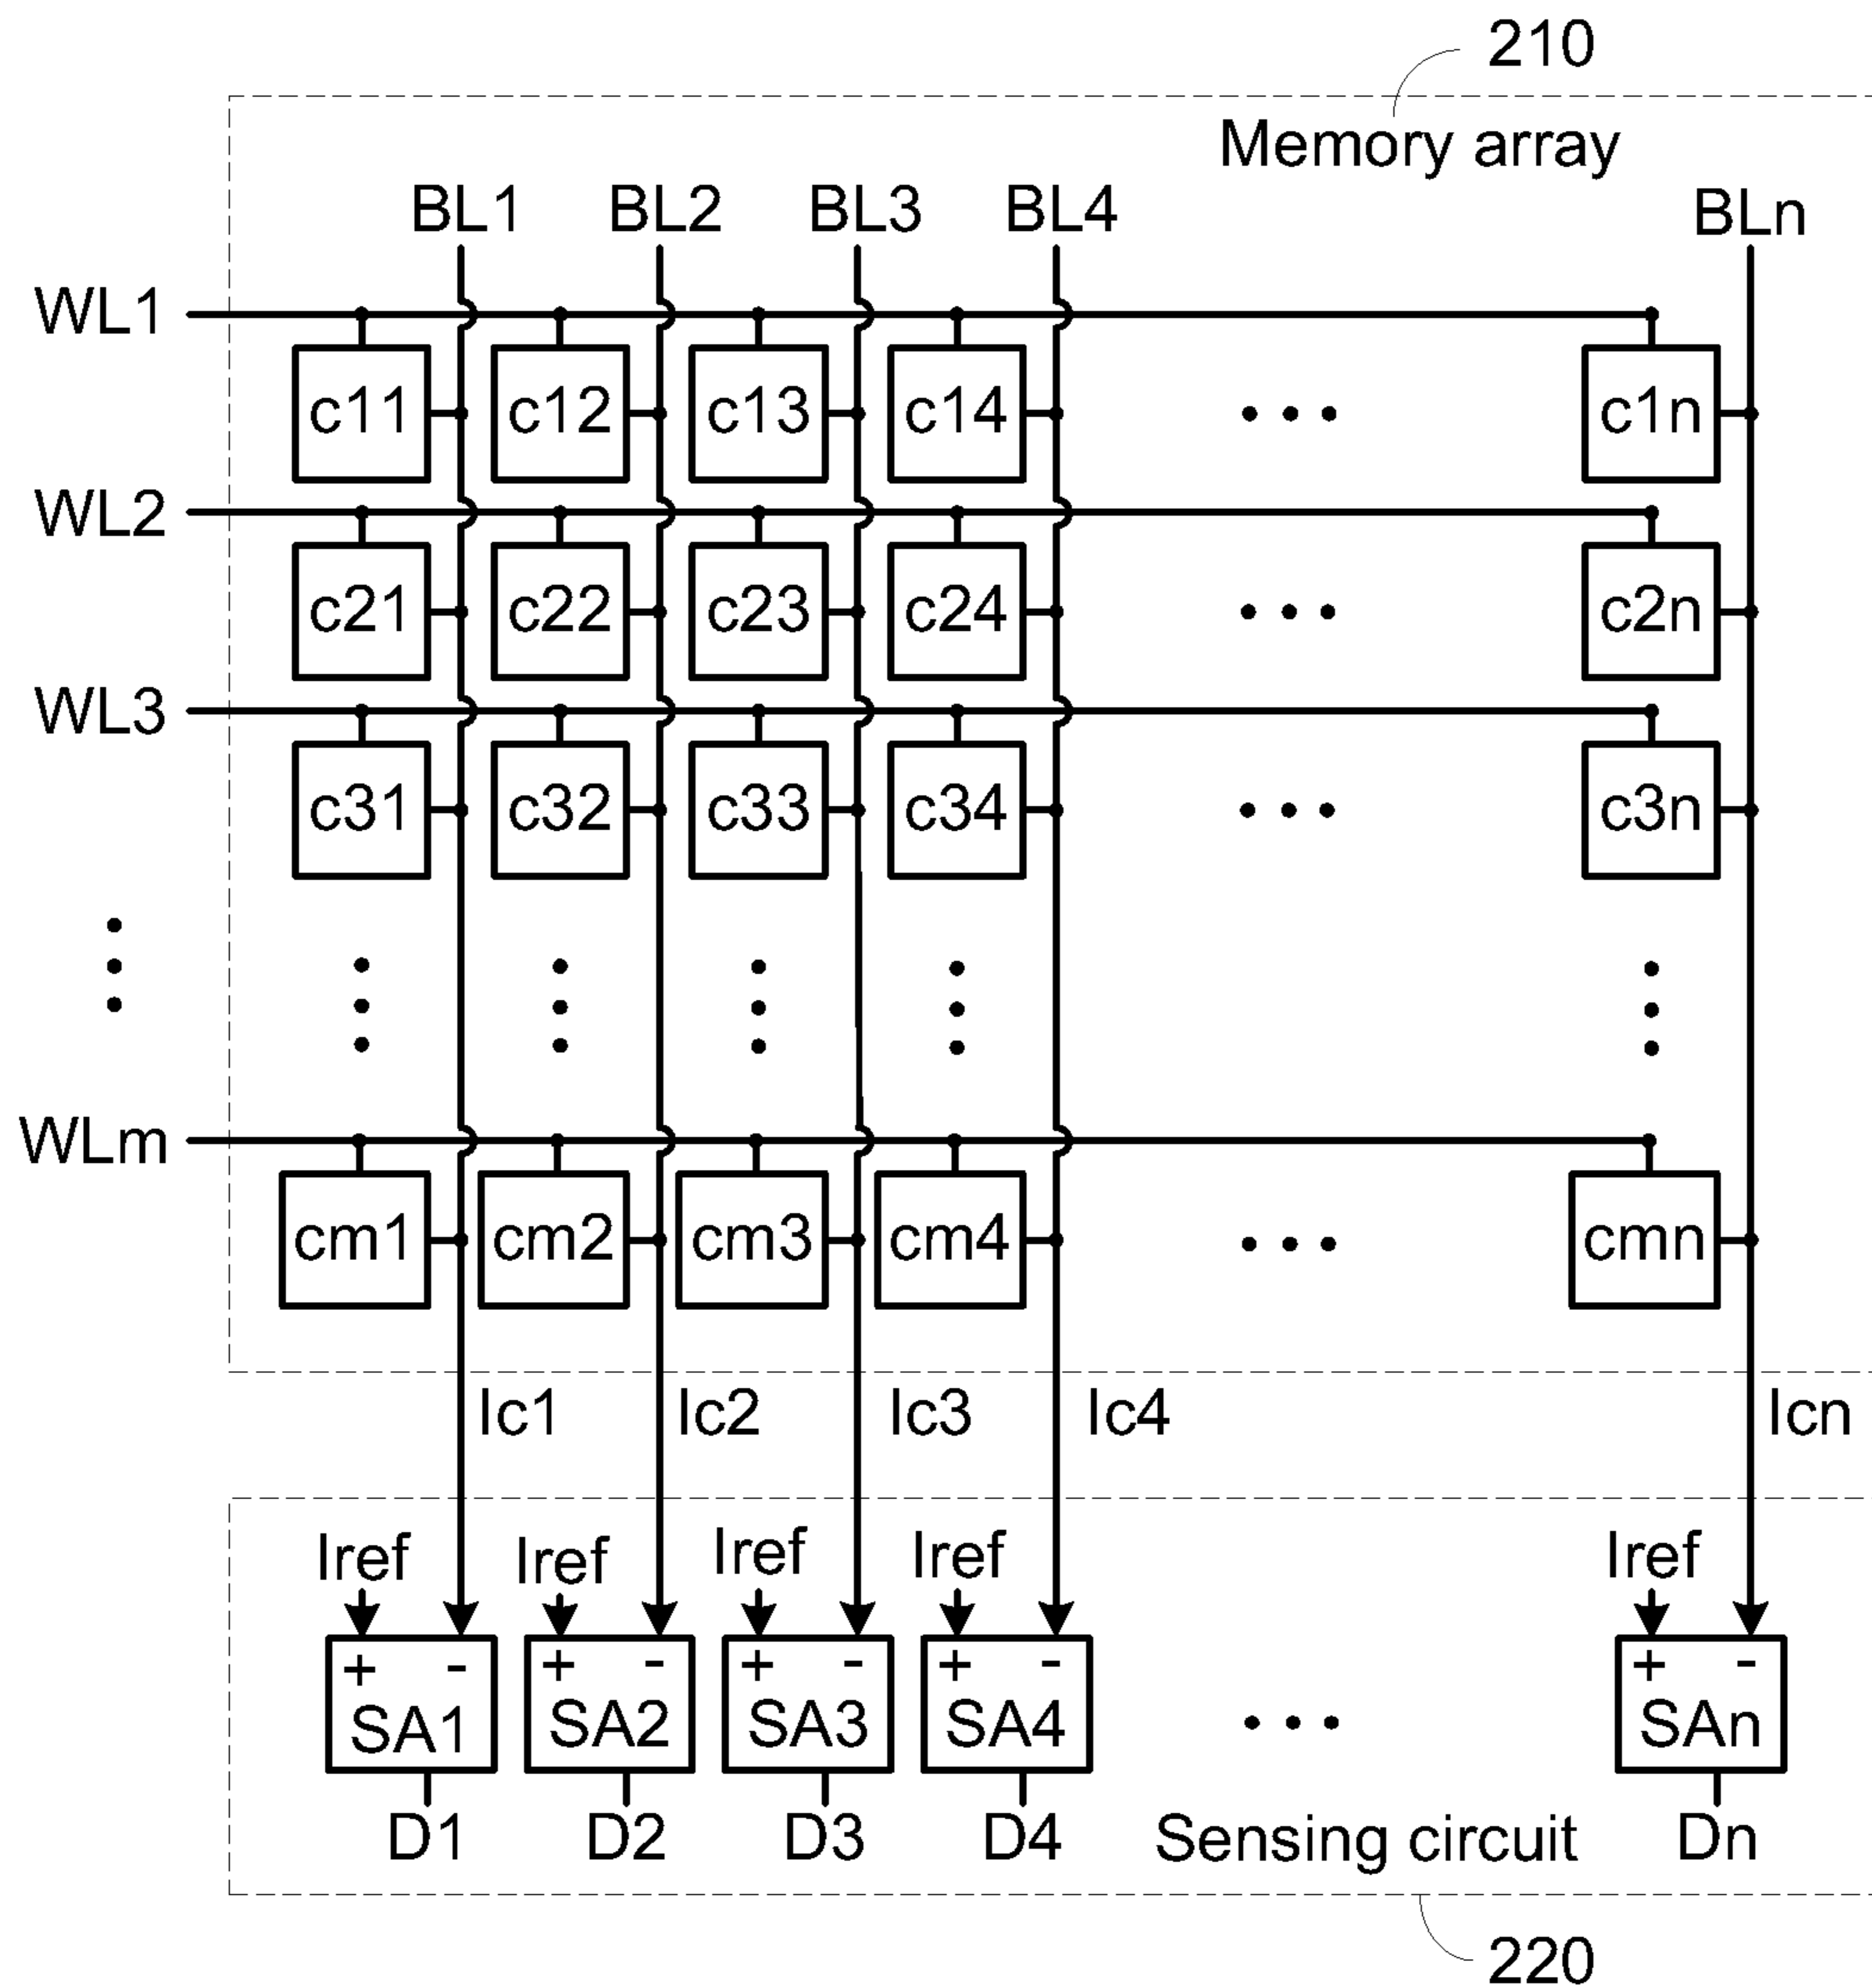 210
Memory array
BL1 BL2 BL3 BL4 BLn
WL1
c11 c12 c13 c14 • • • c1n
WL2
c21 c22 c23 c24 • • • c2n
WL3
c31 c32 c33 c34 • • • c3n
WLm
cm1 cm2 cm3 cm4 • • • cmn
Ic1 Ic2 Ic3 Ic4 Icn
Iref Iref Iref Iref Iref
+ - + - + - + - + -
SA1 SA2 SA3 SA4 • • • SAn
D1 D2 D3 D4 Sensing circuit Dn
220